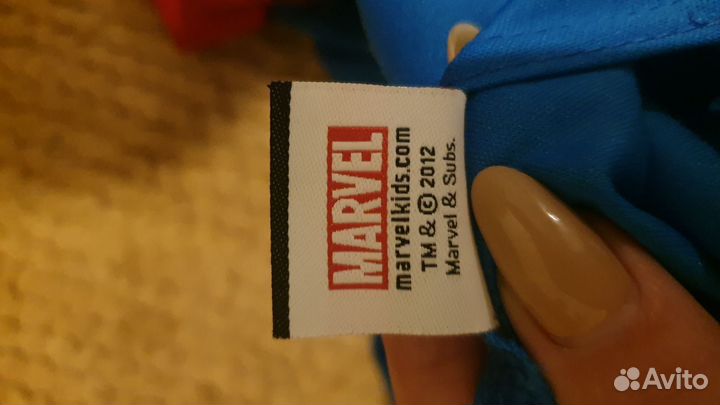 MARVEL
marvelkids.com
TM & © 2012
Marvel & Subs.
Avito